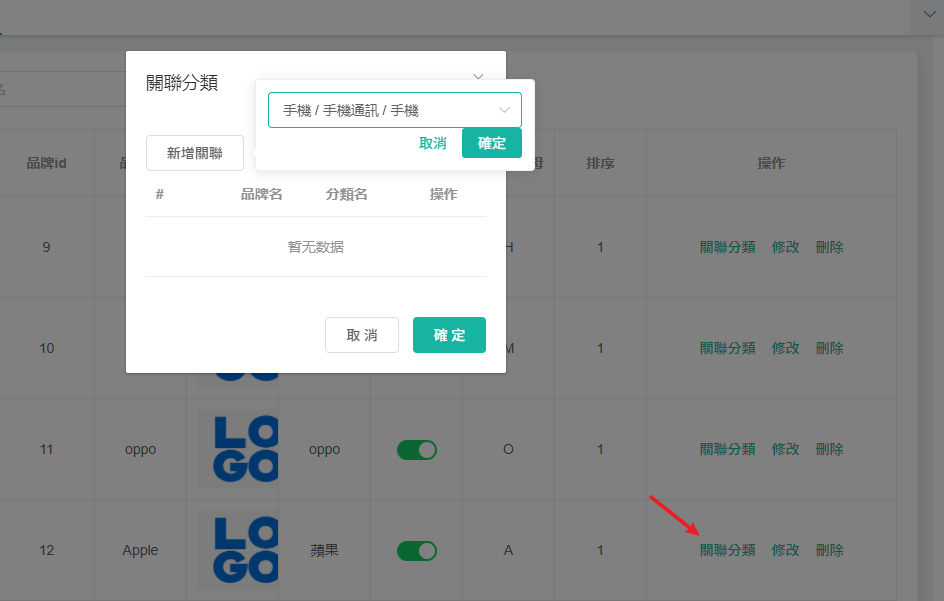 名
關聯分類
手機 / 手機通訊 / 手機
取消 確定
新增關聯
品牌id 品 母 排序 操作
# 品牌名 分類名 操作
9 H 1 關聯分類 修改 刪除
暂无数据
取 消 確 定
10 M 1 關聯分類 修改 刪除
11 oppo LOGO oppo O 1 關聯分類 修改 刪除
12 Apple LOGO 蘋果 A 1 關聯分類 修改 刪除